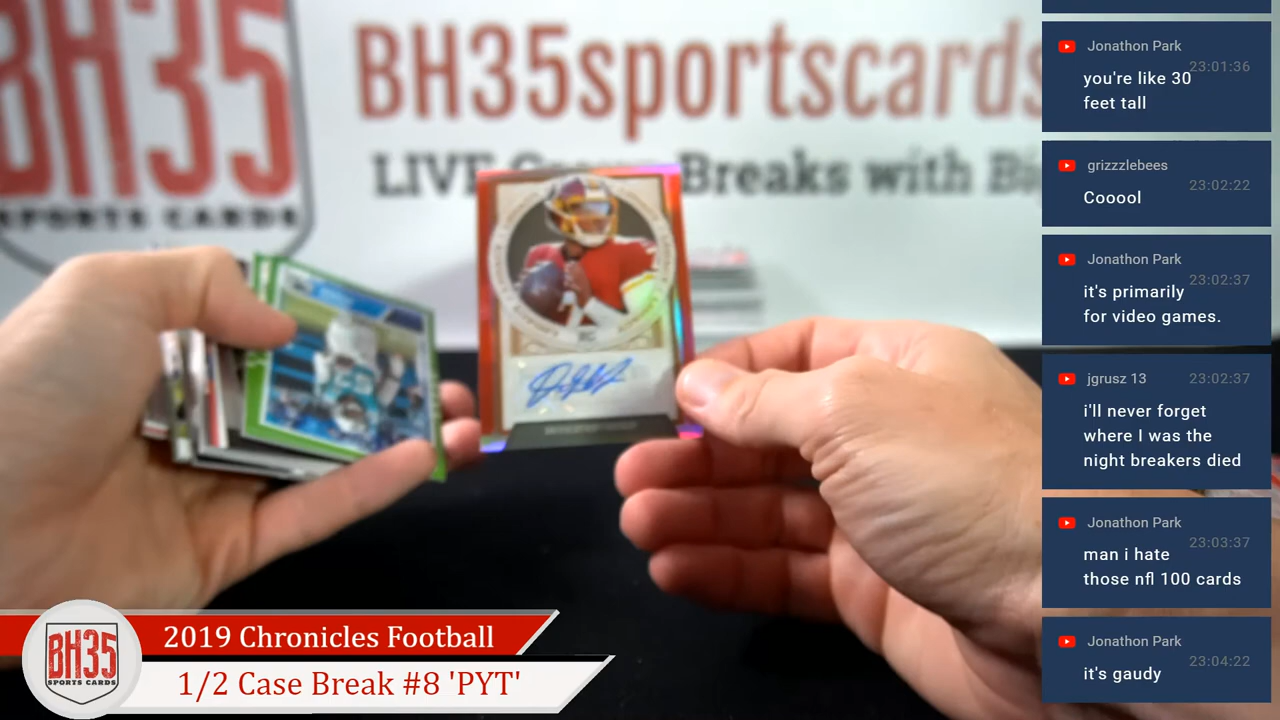 BH35
SPORTS CARDS
BH35sportscards
LIVE
Breaks with
RC
Jonathon Park
23:01:36
you're like 30
feet tall
grizzzlebees
23:02:22
Cooool
Jonathon Park
23:02:37
it's primarily
for video games.
jgrusz 13
23:02:37
i'll never forget
where I was the
night breakers died
Jonathon Park
23:03:37
man i hate
those nfl 100 cards
Jonathon Park
23:04:22
it's gaudy
BH35
SPORTS CARDS
2019 Chronicles Football
1/2 Case Break #8 'PYT'